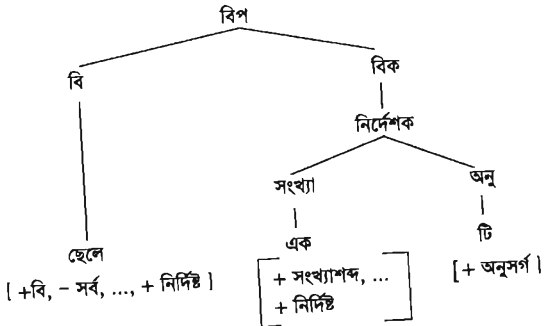 বিপ
বি
বিক
নির্দেশক
সংখ্যা
অনু
এক
টি
ছেলে
[ +বি, − সর্ব, ..., + নির্দিষ্ট ]
+ সংখ্যাশব্দ, ...
+ নির্দিষ্ট
[ + অনুসর্গ ]